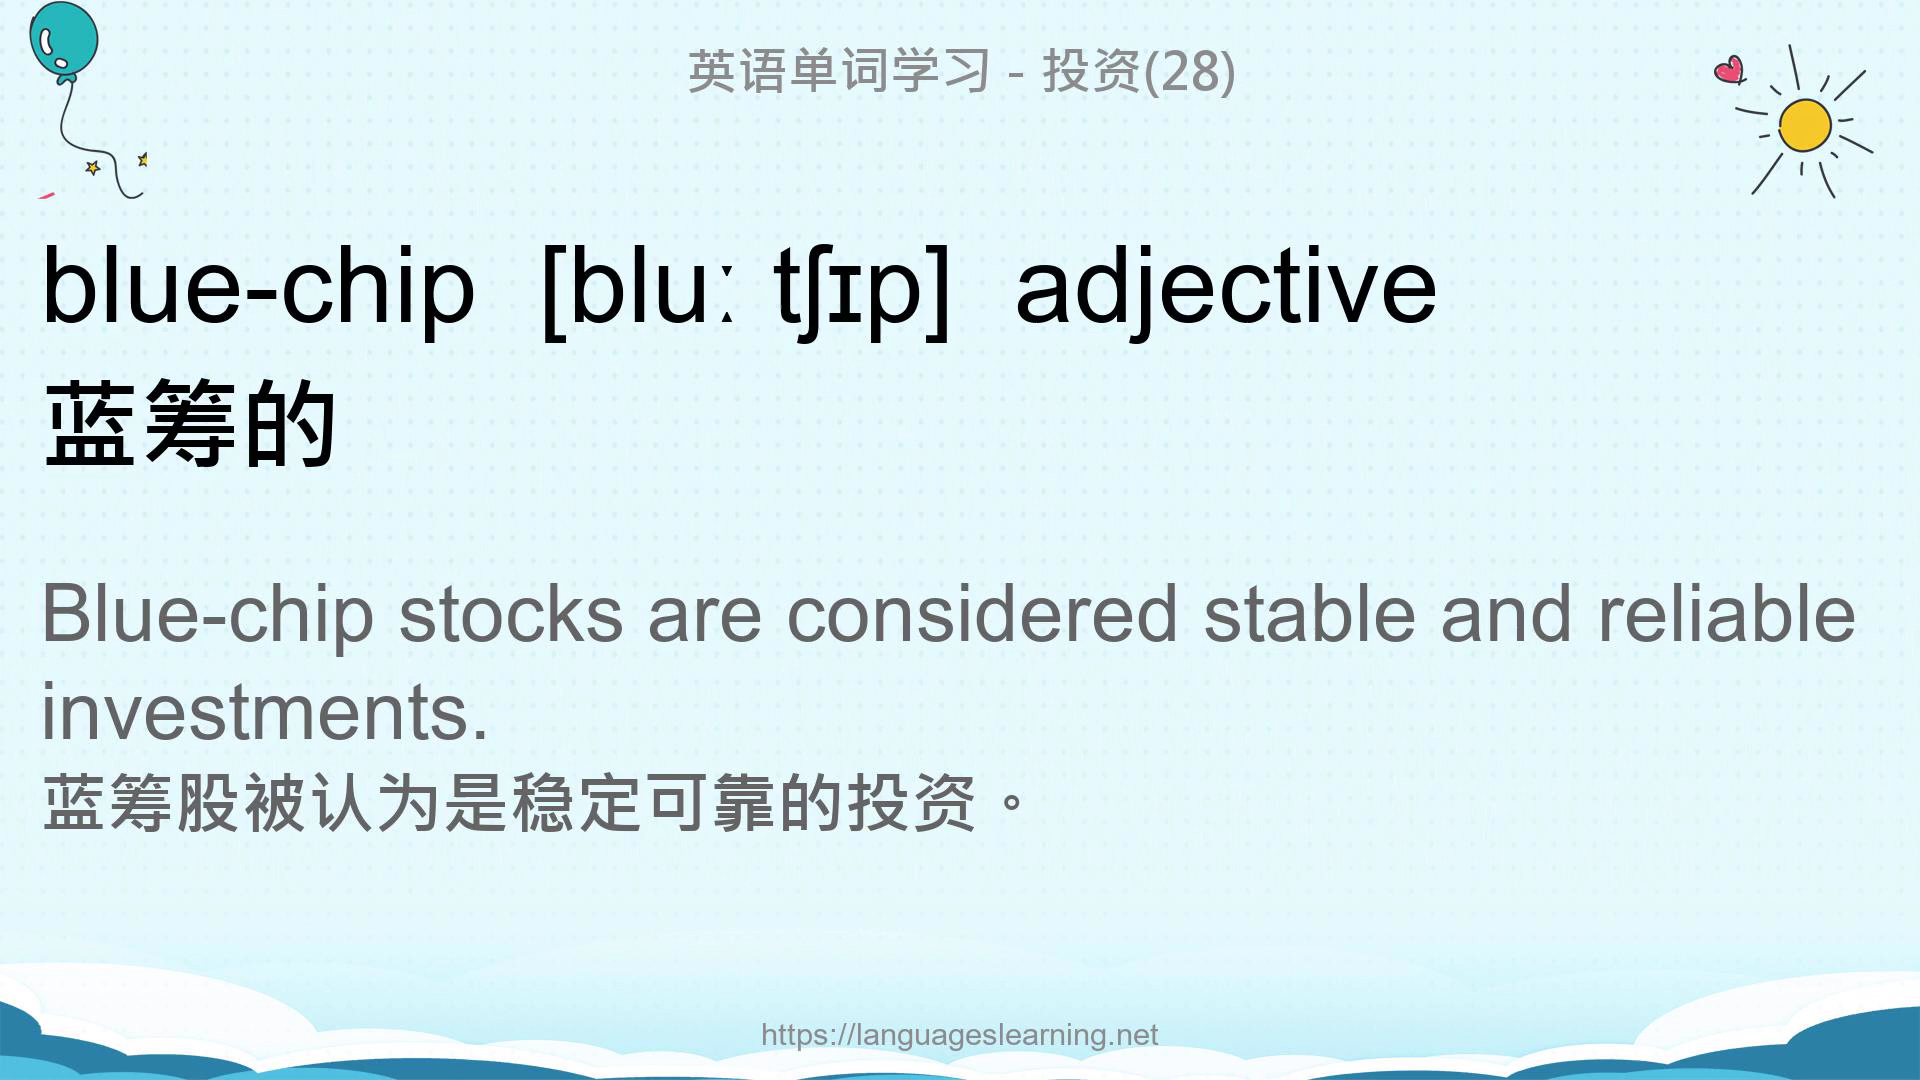 英语单词学习 - 投资(28)
blue-chip [bluː tʃɪp] adjective
蓝筹的
Blue-chip stocks are considered stable and reliable
investments.
蓝筹股被认为是稳定可靠的投资。
https://languageslearning.net